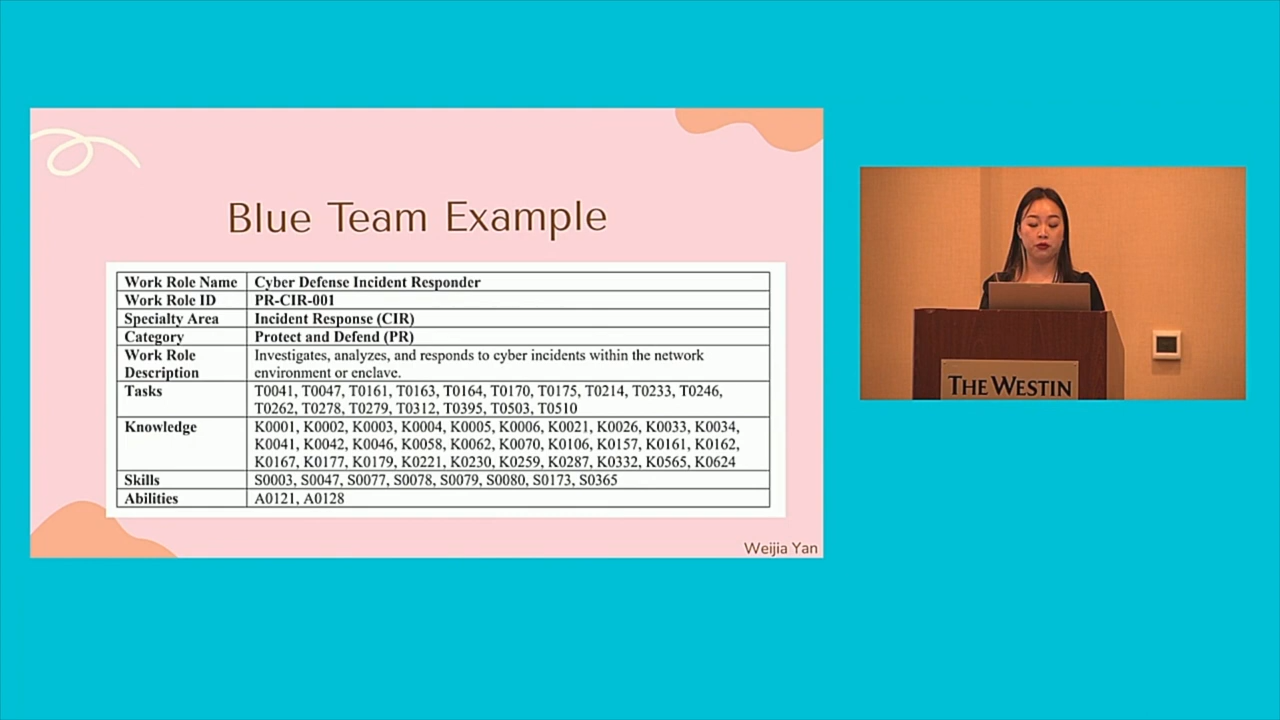 Blue Team Example
Work Role Name Cyber Defense Incident Responder
Work Role ID PR-CIR-001
Specialty Area Incident Response (CIR)
Category Protect and Defend (PR)
Work Role Description Investigates, analyzes, and responds to cyber incidents within the network environment or enclave.
Tasks T0041, T0047, T0161, T0163, T0164, T0170, T0175, T0214, T0233, T0246,
T0262, T0278, T0279, T0312, T0395, T0503, T0510
Knowledge K0001, K0002, K0003, K0004, K0005, K0006, K0021, K0026, K0033, K0034,
K0041, K0042, K0046, K0058, K0062, K0070, K0106, K0157, K0161, K0162,
K0167, K0177, K0179, K0221, K0230, K0259, K0287, K0332, K0565, K0624
Skills S0003, S0047, S0077, S0078, S0079, S0080, S0173, S0365
Abilities A0121, A0128
Weijia Yan
THE WESTIN